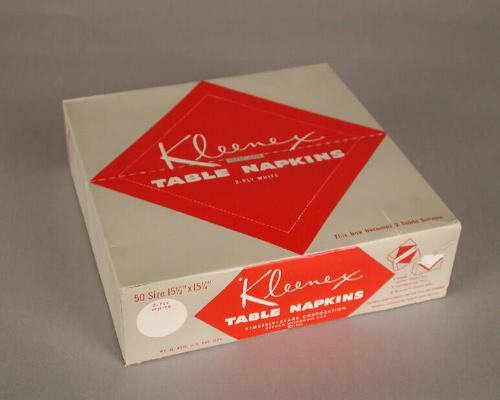 Kleenex
TABLE NAPKINS
2-PLY WHITE
This box becomes 2 Table Servers
Kleenex
TABLE NAPKINS
KIMBERLY-CLARK CORPORATION
50 Size 15½"x15¼"
2-PLY
WHITE